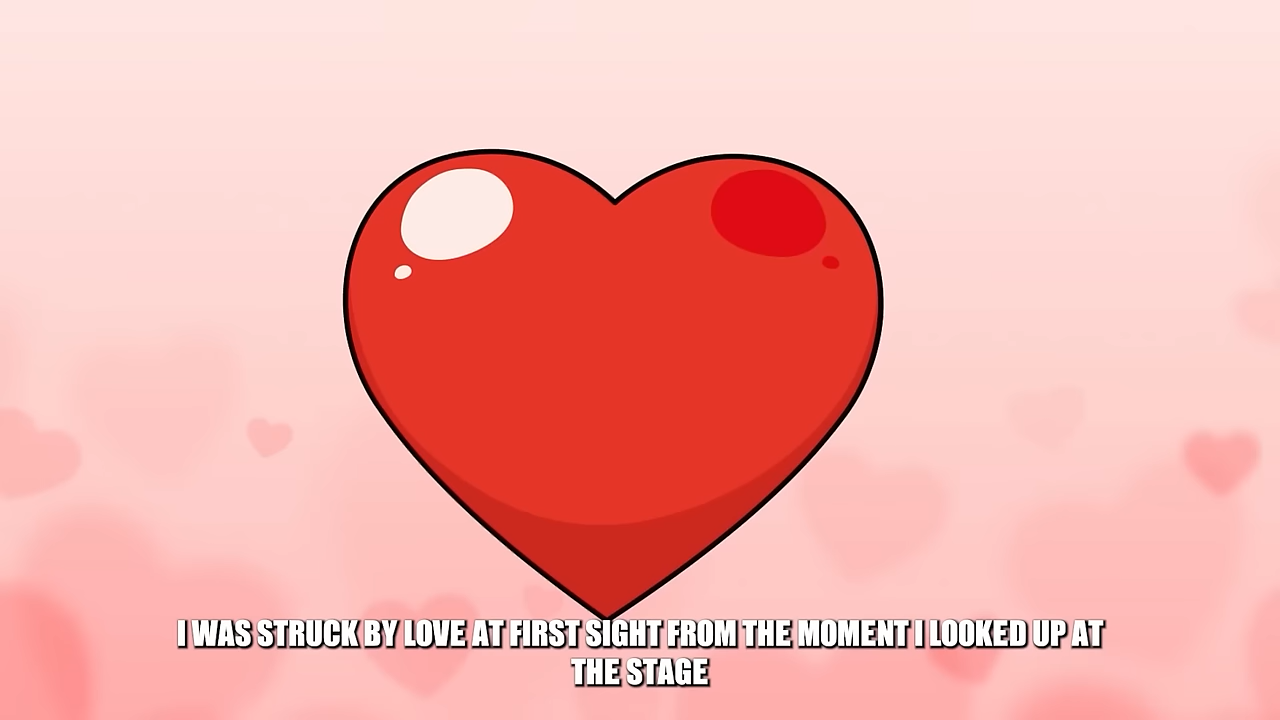 I WAS STRUCK BY LOVE AT FIRST SIGHT FROM THE MOMENT I LOOKED UP AT
THE STAGE